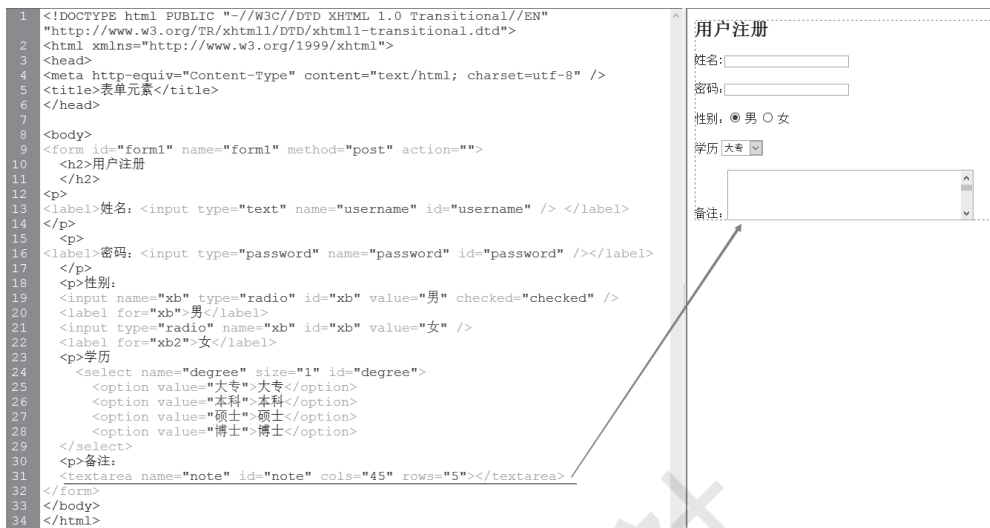 1 <!DOCTYPE html PUBLIC "-//W3C//DTD XHTML 1.0 Transitional//EN"
"http://www.w3.org/TR/xhtml1/DTD/xhtml1-transitional.dtd">
2 <html xmlns="http://www.w3.org/1999/xhtml">
3 <head>
4 <meta http-equiv="Content-Type" content="text/html; charset=utf-8" />
5 <title>表单元素</title>
6 </head>
7
8 <body>
9 <form id="form1" name="form1" method="post" action="">
10 <h2>用户注册
11 </h2>
12 <p>
13 <label>姓名: <input type="text" name="username" id="username" /> </label>
14 </p>
15 <p>
16 <label>密码: <input type="password" name="password" id="password" /></label>
17 </p>
18 <p>性别:
19 <input name="xb" type="radio" id="xb" value="男" checked="checked" />
20 <label for="xb">男</label>
21 <input type="radio" name="xb" id="xb" value="女" />
22 <label for="xb2">女</label>
23 <p>学历
24 <select name="degree" size="1" id="degree">
25 <option value="大专">大专</option>
26 <option value="本科">本科</option>
27 <option value="硕士">硕士</option>
28 <option value="博士">博士</option>
29 </select>
30 <p>备注:
31 <textarea name="note" id="note" cols="45" rows="5"></textarea>
32 </form>
33 </body>
34 </html>
用户注册
姓名:
密码:
性别: 男 女
学历 大专
备注: